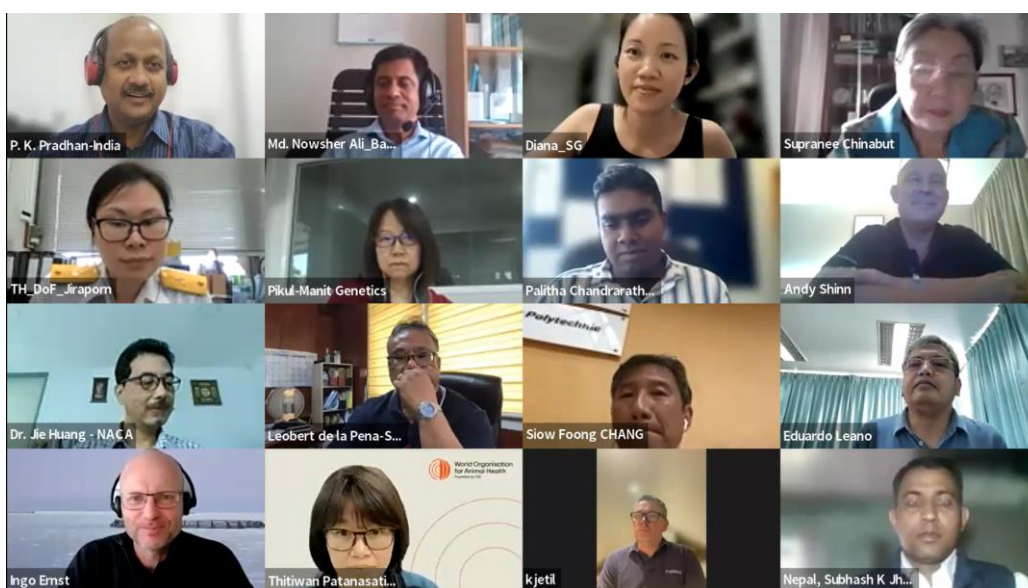 P. K. Pradhan-India
Md. Nowsher Ali_Ba...
Diana_SG
Supranee Chinabut
TH_DoF_Jiraporn
Pikul-Manit Genetics
Palitha Chandrarath...
Andy Shinn
Polytechnic
Dr. Jie Huang - NACA
Leobert de la Pena-S...
Siow Foong CHANG
Eduardo Leano
World Organisation
for Animal Health
Ingo Ernst
Thitiwan Patanasati...
kjetil
Nepal, Subhash K Jh...